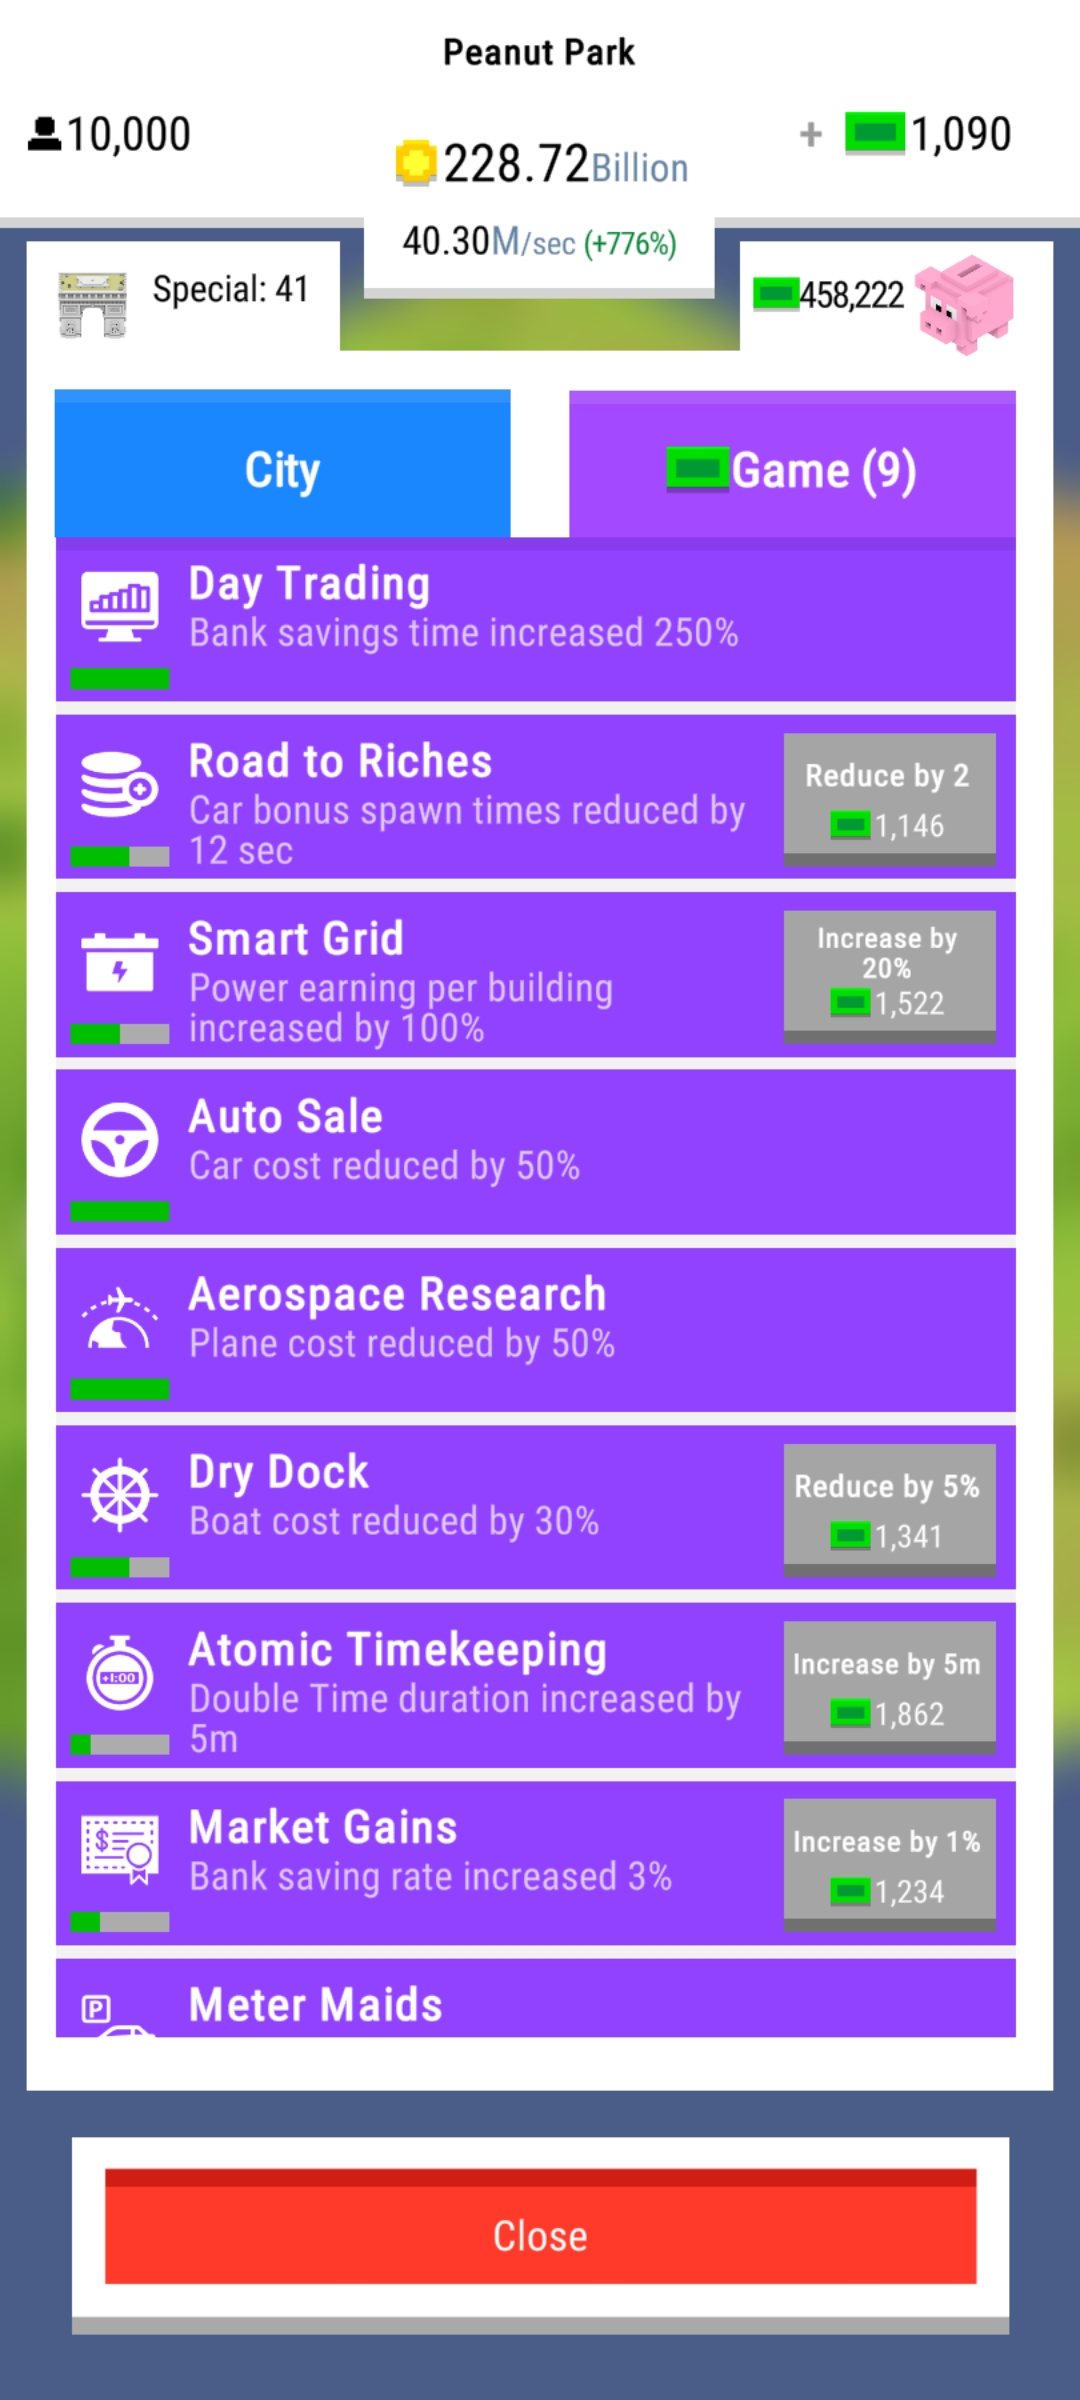 Peanut Park
10,000
228.72Billion
+ 1,090
40.30M/sec (+776%)
Special: 41
458,222
City
Game (9)
Day Trading
Bank savings time increased 250%
Road to Riches
Car bonus spawn times reduced by
12 sec
Reduce by 2
1,146
Smart Grid
Power earning per building
increased by 100%
Increase by
20%
1,522
Auto Sale
Car cost reduced by 50%
Aerospace Research
Plane cost reduced by 50%
Dry Dock
Boat cost reduced by 30%
Reduce by 5%
1,341
+1:00
Atomic Timekeeping
Double Time duration increased by
5m
Increase by 5m
1,862
$
Market Gains
Bank saving rate increased 3%
Increase by 1%
1,234
P
Meter Maids
Close